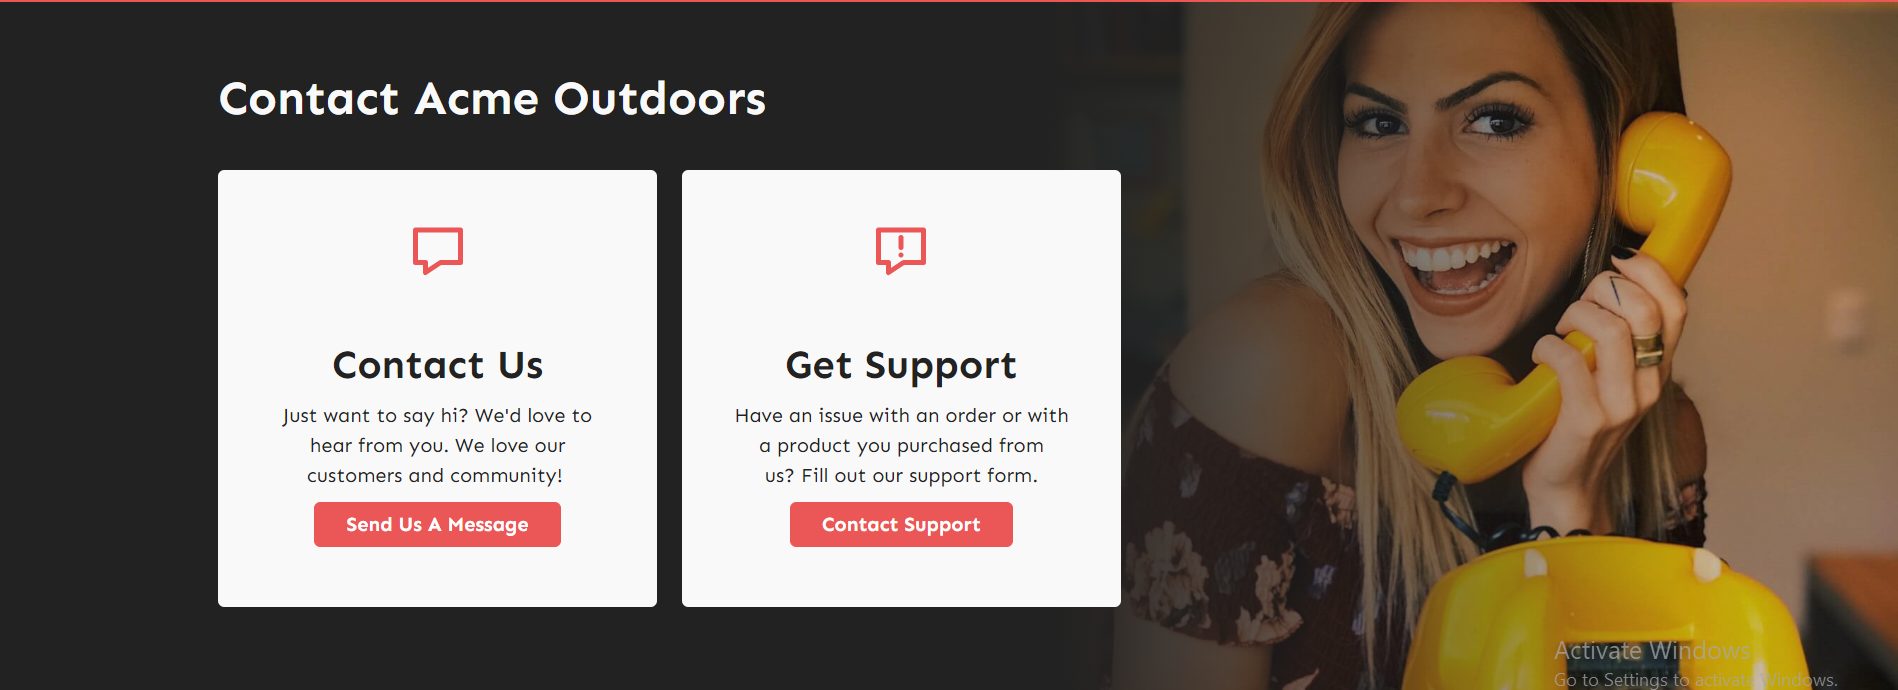 Contact Acme Outdoors
Contact Us
Just want to say hi? We'd love to
hear from you. We love our
customers and community!
Send Us A Message
Get Support
Have an issue with an order or with
a product you purchased from
us? Fill out our support form.
Contact Support
Activate Windows
Go to Settings to activate Windows.